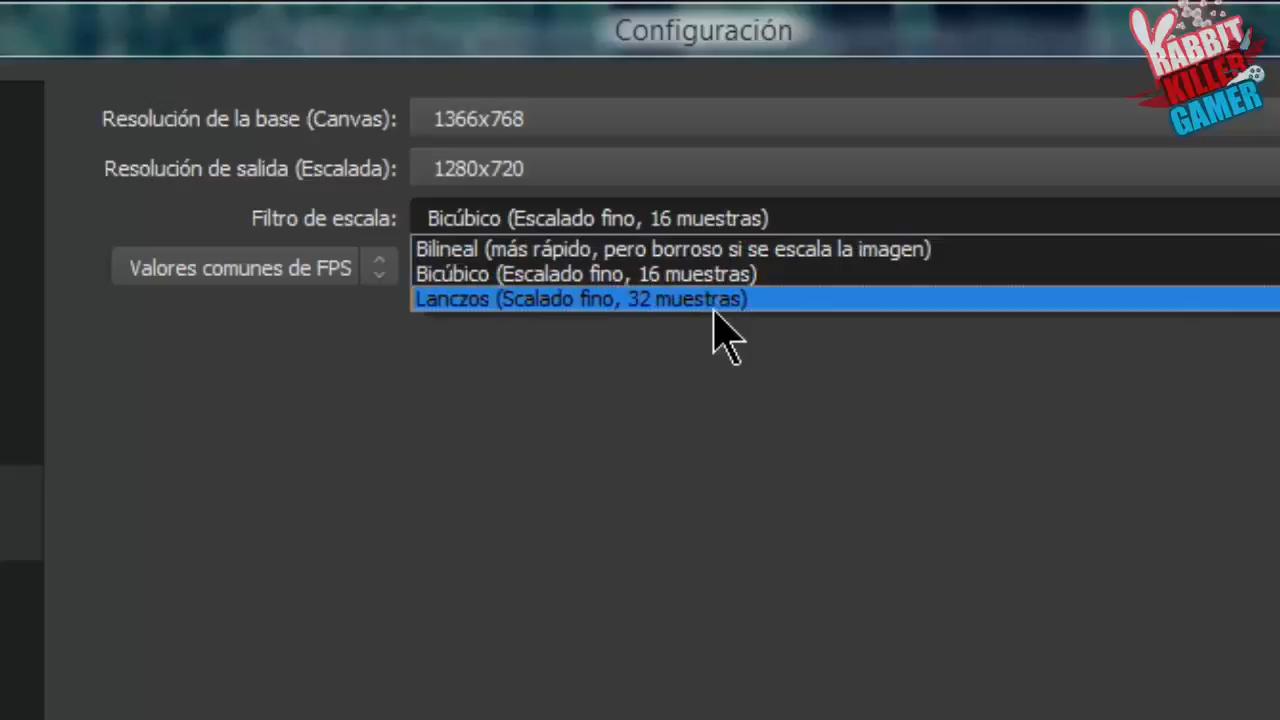 Configuración
RABBIT
KILLER
GAMER
Resolución de la base (Canvas): 1366x768
Resolución de salida (Escalada): 1280x720
Filtro de escala: Bicúbico (Escalado fino, 16 muestras)
Bilineal (más rápido, pero borroso si se escala la imagen)
Valores comunes de FPS
Bicúbico (Escalado fino, 16 muestras)
Lanczos (Scalado fino, 32 muestras)